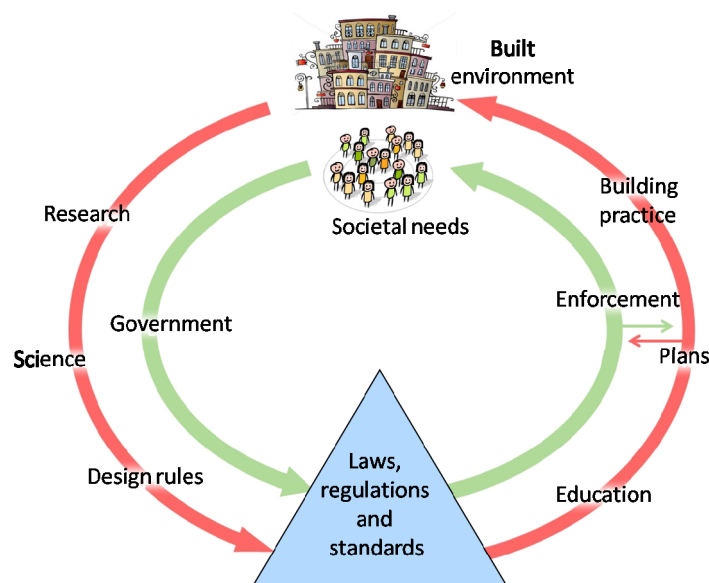 Built
environment
Societal needs
Research
Building
practice
Government
Enforcement
Science
Plans
Design rules
Laws,
regulations
and
standards
Education